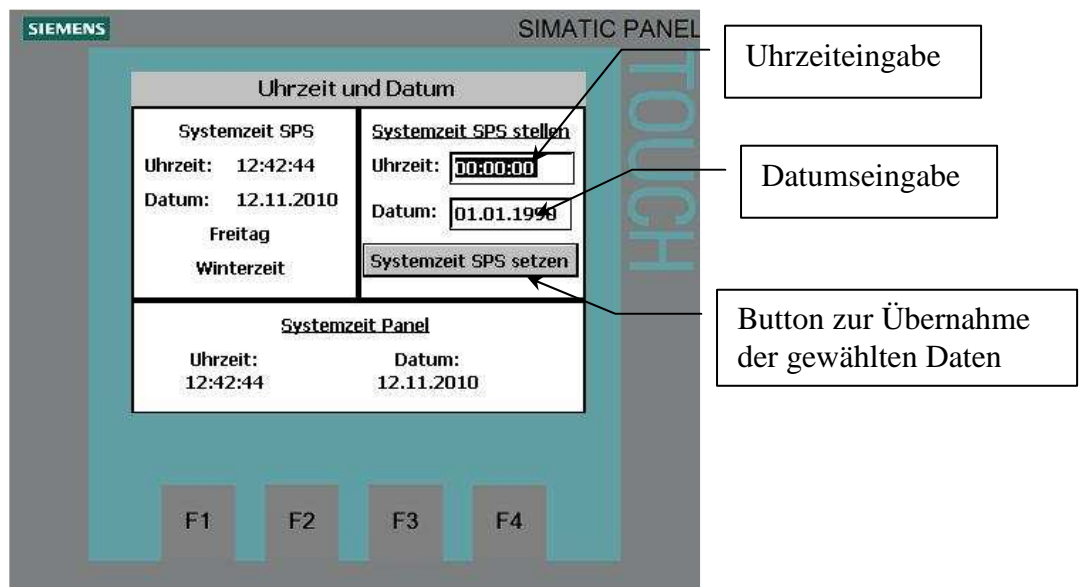 SIEMENS
SIMATIC PANEL
TOUCH
Uhrzeit und Datum
Systemzeit SPS
Uhrzeit: 12:42:44
Datum: 12.11.2010
Freitag
Winterzeit
Systemzeit SPS stellen
Uhrzeit: 00:00:00
Datum: 01.01.1990
Systemzeit SPS setzen
Systemzeit Panel
Uhrzeit: Datum:
12:42:44 12.11.2010
F1 F2 F3 F4
Uhrzeiteingabe
Datumseingabe
Button zur Übernahme
der gewählten Daten